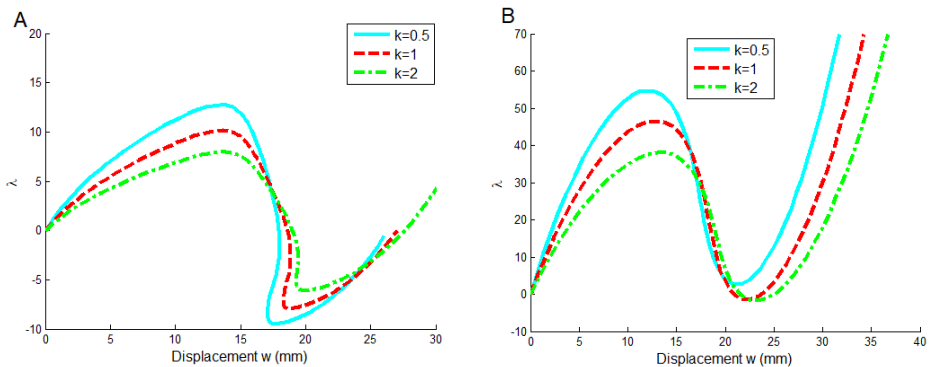 A
20
15
10
5
0
-5
-10
λ
0 5 10 15 20 25 30
Displacement w (mm)
k=0.5
k=1
k=2
B
70
60
50
40
30
20
10
0
-10
λ
0 5 10 15 20 25 30 35 40
Displacement w (mm)
k=0.5
k=1
k=2